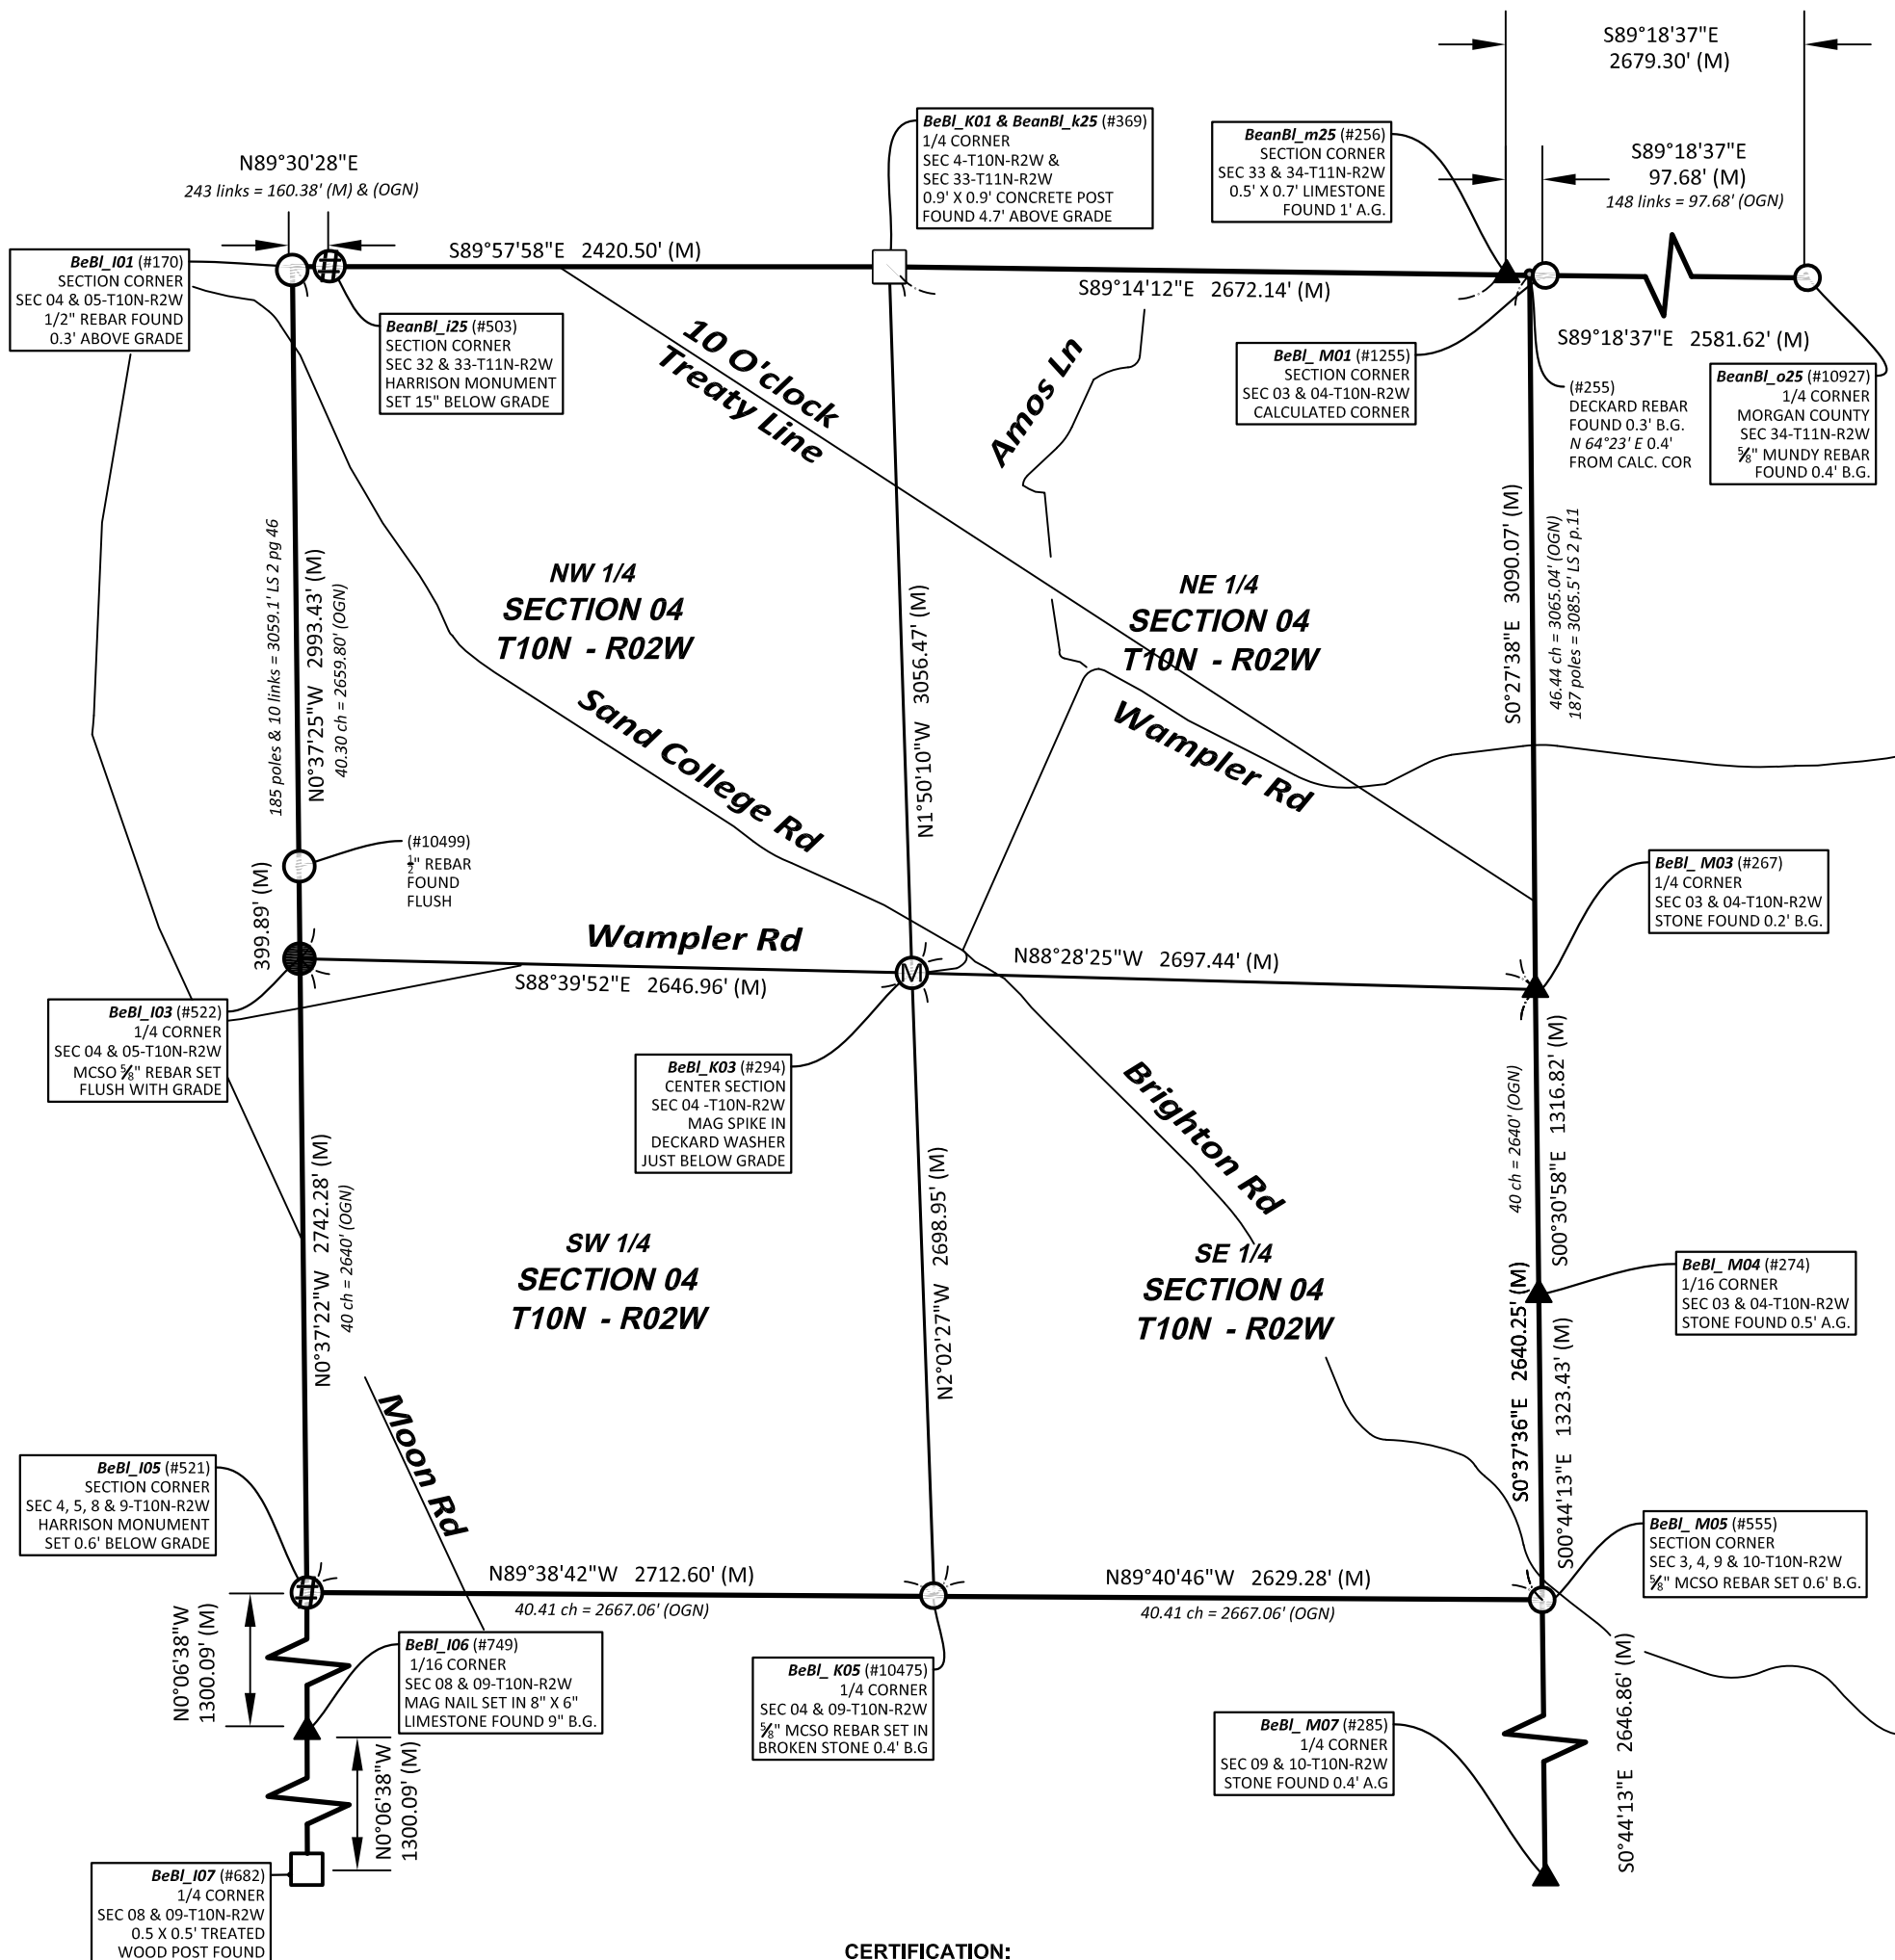 S89°18'37"E
2679.30' (M)
BeBl_K01 & BeanBl_k25 (#369)
1/4 CORNER
SEC 4-T10N-R2W &
SEC 33-T11N-R2W
0.9' X 0.9' CONCRETE POST
FOUND 4.7' ABOVE GRADE
BeanBl_m25 (#256)
SECTION CORNER
SEC 33 & 34-T11N-R2W
0.5' X 0.7' LIMESTONE
FOUND 1' A.G.
S89°18'37"E
97.68' (M)
148 links = 97.68' (OGN)
N89°30'28"E
243 links = 160.38' (M) & (OGN)
BeBl_I01 (#170)
SECTION CORNER
SEC 04 & 05-T10N-R2W
1/2" REBAR FOUND
0.3' ABOVE GRADE
S89°57'58"E 2420.50' (M)
S89°14'12"E 2672.14' (M)
BeanBl_i25 (#503)
SECTION CORNER
SEC 32 & 33-T11N-R2W
HARRISON MONUMENT
SET 15" BELOW GRADE
10 O'clock
Treaty Line
Amos Ln
BeBl_ M01 (#1255)
SECTION CORNER
SEC 03 & 04-T10N-R2W
CALCULATED CORNER
S89°18'37"E 2581.62' (M)
(#255)
DECKARD REBAR
FOUND 0.3' B.G.
N 64°23' E 0.4'
FROM CALC. COR
BeanBl_o25 (#10927)
1/4 CORNER
MORGAN COUNTY
SEC 34-T11N-R2W
⅝" MUNDY REBAR
FOUND 0.4' B.G.
185 poles & 10 links = 3059.1' LS 2 pg 46
N0°37'25"W 2993.43' (M)
40.30 ch = 2659.80' (OGN)
NW 1/4
SECTION 04
T10N - R02W
N1°50'10"W 3056.47' (M)
NE 1/4
SECTION 04
T10N - R02W
S0°27'38"E 3090.07' (M)
46.44 ch = 3065.04' (OGN)
187 poles = 3085.5' LS 2 p.11
Sand College Rd
Wampler Rd
(#10499)
½" REBAR
FOUND
FLUSH
399.89' (M)
BeBl_ M03 (#267)
1/4 CORNER
SEC 03 & 04-T10N-R2W
STONE FOUND 0.2' B.G.
Wampler Rd
S88°39'52"E 2646.96' (M)
N88°28'25"W 2697.44' (M)
M
BeBl_I03 (#522)
1/4 CORNER
SEC 04 & 05-T10N-R2W
MCSO ⅝" REBAR SET
FLUSH WITH GRADE
BeBl_K03 (#294)
CENTER SECTION
SEC 04 -T10N-R2W
MAG SPIKE IN
DECKARD WASHER
JUST BELOW GRADE
Brighton Rd
40 ch = 2640' (OGN)
S00°30'58"E 1316.82' (M)
N0°37'22"W 2742.28' (M)
40 ch = 2640' (OGN)
SW 1/4
SECTION 04
T10N - R02W
N2°02'27"W 2698.95' (M)
SE 1/4
SECTION 04
T10N - R02W
S0°37'36"E 2640.25' (M)
BeBl_ M04 (#274)
1/16 CORNER
SEC 03 & 04-T10N-R2W
STONE FOUND 0.5' A.G.
S00°44'13"E 1323.43' (M)
Moon Rd
BeBl_I05 (#521)
SECTION CORNER
SEC 4, 5, 8 & 9-T10N-R2W
HARRISON MONUMENT
SET 0.6' BELOW GRADE
BeBl_ M05 (#555)
SECTION CORNER
SEC 3, 4, 9 & 10-T10N-R2W
⅝" MCSO REBAR SET 0.6' B.G.
N89°38'42"W 2712.60' (M)
40.41 ch = 2667.06' (OGN)
N89°40'46"W 2629.28' (M)
40.41 ch = 2667.06' (OGN)
N0°06'38"W
1300.09' (M)
BeBl_I06 (#749)
1/16 CORNER
SEC 08 & 09-T10N-R2W
MAG NAIL SET IN 8" X 6"
LIMESTONE FOUND 9" B.G.
BeBl_ K05 (#10475)
1/4 CORNER
SEC 04 & 09-T10N-R2W
⅝" MCSO REBAR SET IN
BROKEN STONE 0.4' B.G
BeBl_ M07 (#285)
1/4 CORNER
SEC 09 & 10-T10N-R2W
STONE FOUND 0.4' A.G
S0°44'13"E 2646.86' (M)
N0°06'38"W
1300.09' (M)
BeBl_I07 (#682)
1/4 CORNER
SEC 08 & 09-T10N-R2W
0.5 X 0.5' TREATED
WOOD POST FOUND
CERTIFICATION: